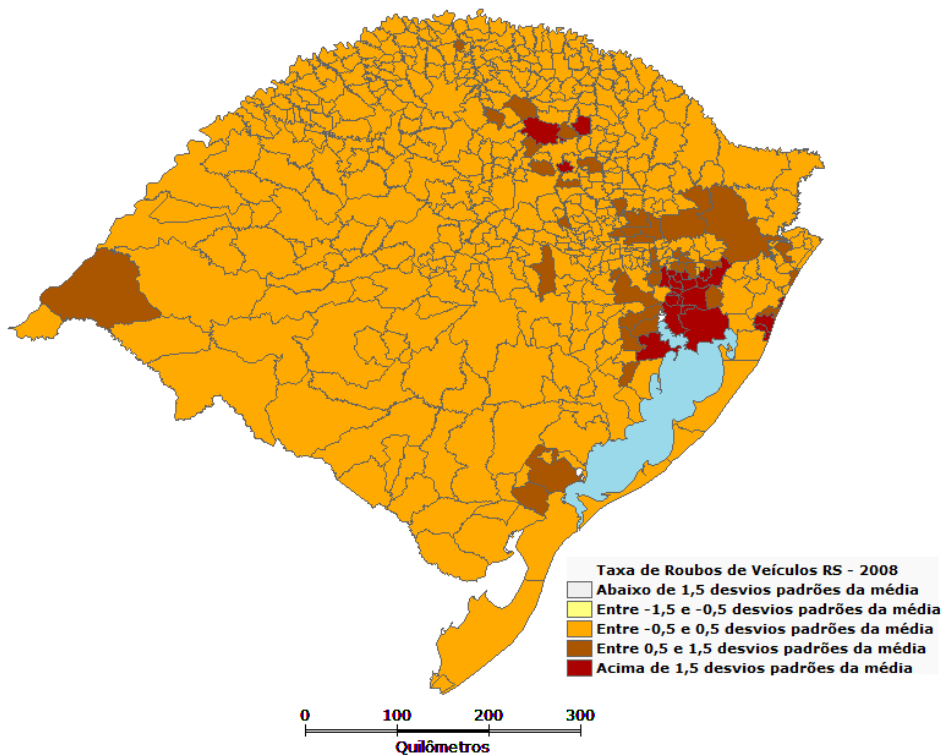 Taxa de Roubos de Veículos RS - 2008
Abaixo de 1,5 desvios padrões da média
Entre -1,5 e -0,5 desvios padrões da média
Entre -0,5 e 0,5 desvios padrões da média
Entre 0,5 e 1,5 desvios padrões da média
Acima de 1,5 desvios padrões da média
0 100 200 300
Quilômetros